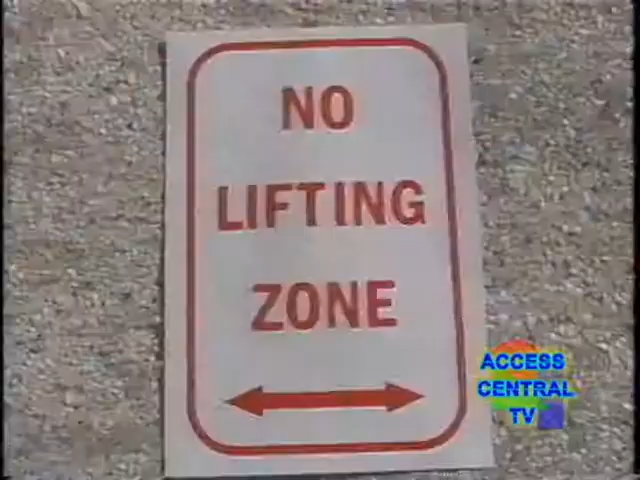 NO
LIFTING
ZONE
ACCESS
CENTRAL
TV